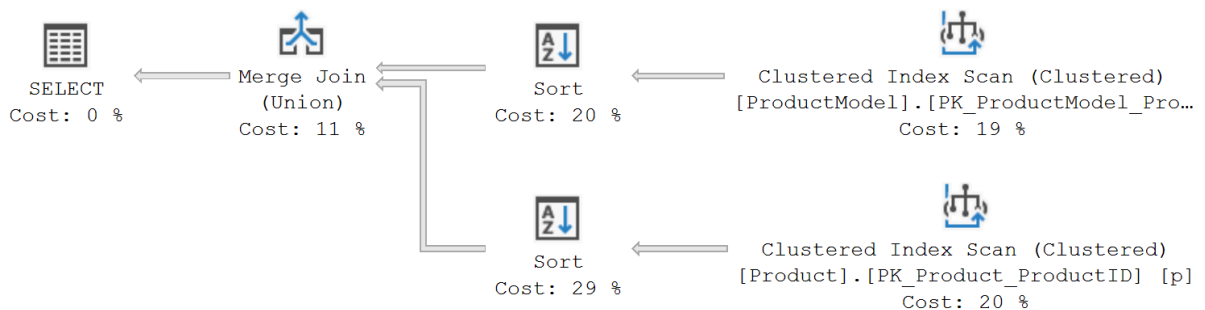 SELECT
Cost: 0 %
Merge Join
(Union)
Cost: 11 %
A
Z
Sort
Cost: 20 %
Clustered Index Scan (Clustered)
[ProductModel].[PK_ProductModel_Pro…
Cost: 19 %
A
Z
Sort
Cost: 29 %
Clustered Index Scan (Clustered)
[Product].[PK_Product_ProductID] [p]
Cost: 20 %